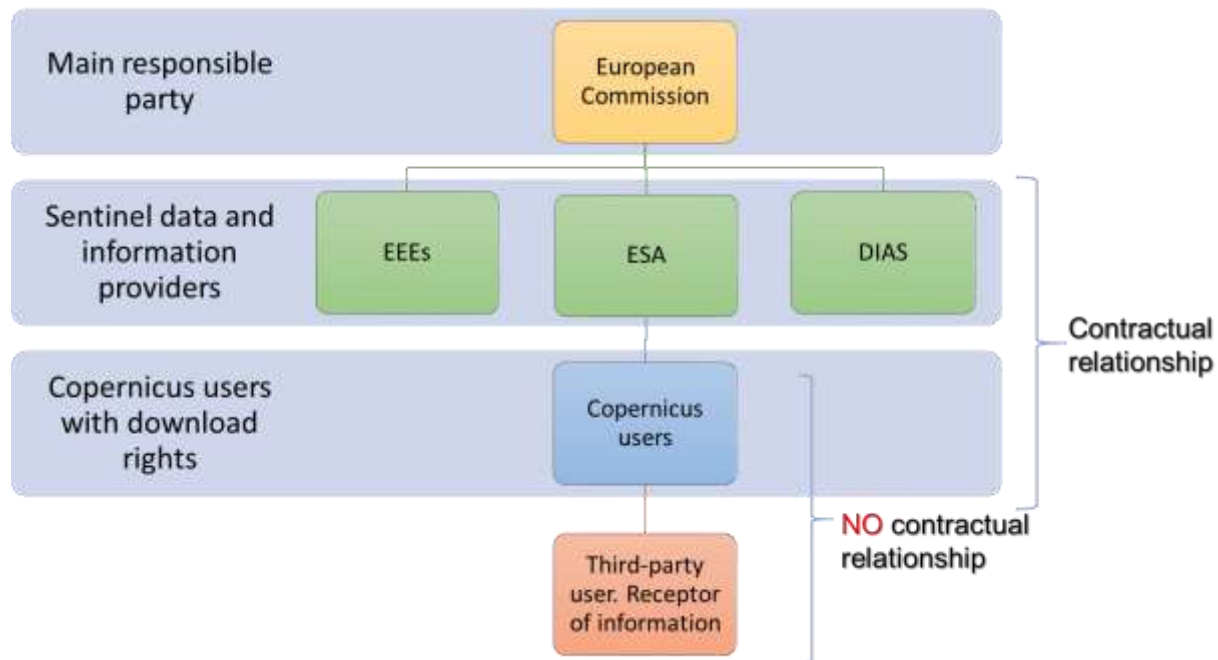 Main responsible
party
European
Commission
Sentinel data and
information
providers
EEEs
ESA
DIAS
Contractual
relationship
Copernicus users
with download
rights
Copernicus
users
NO contractual
relationship
Third-party
user. Receptor
of information